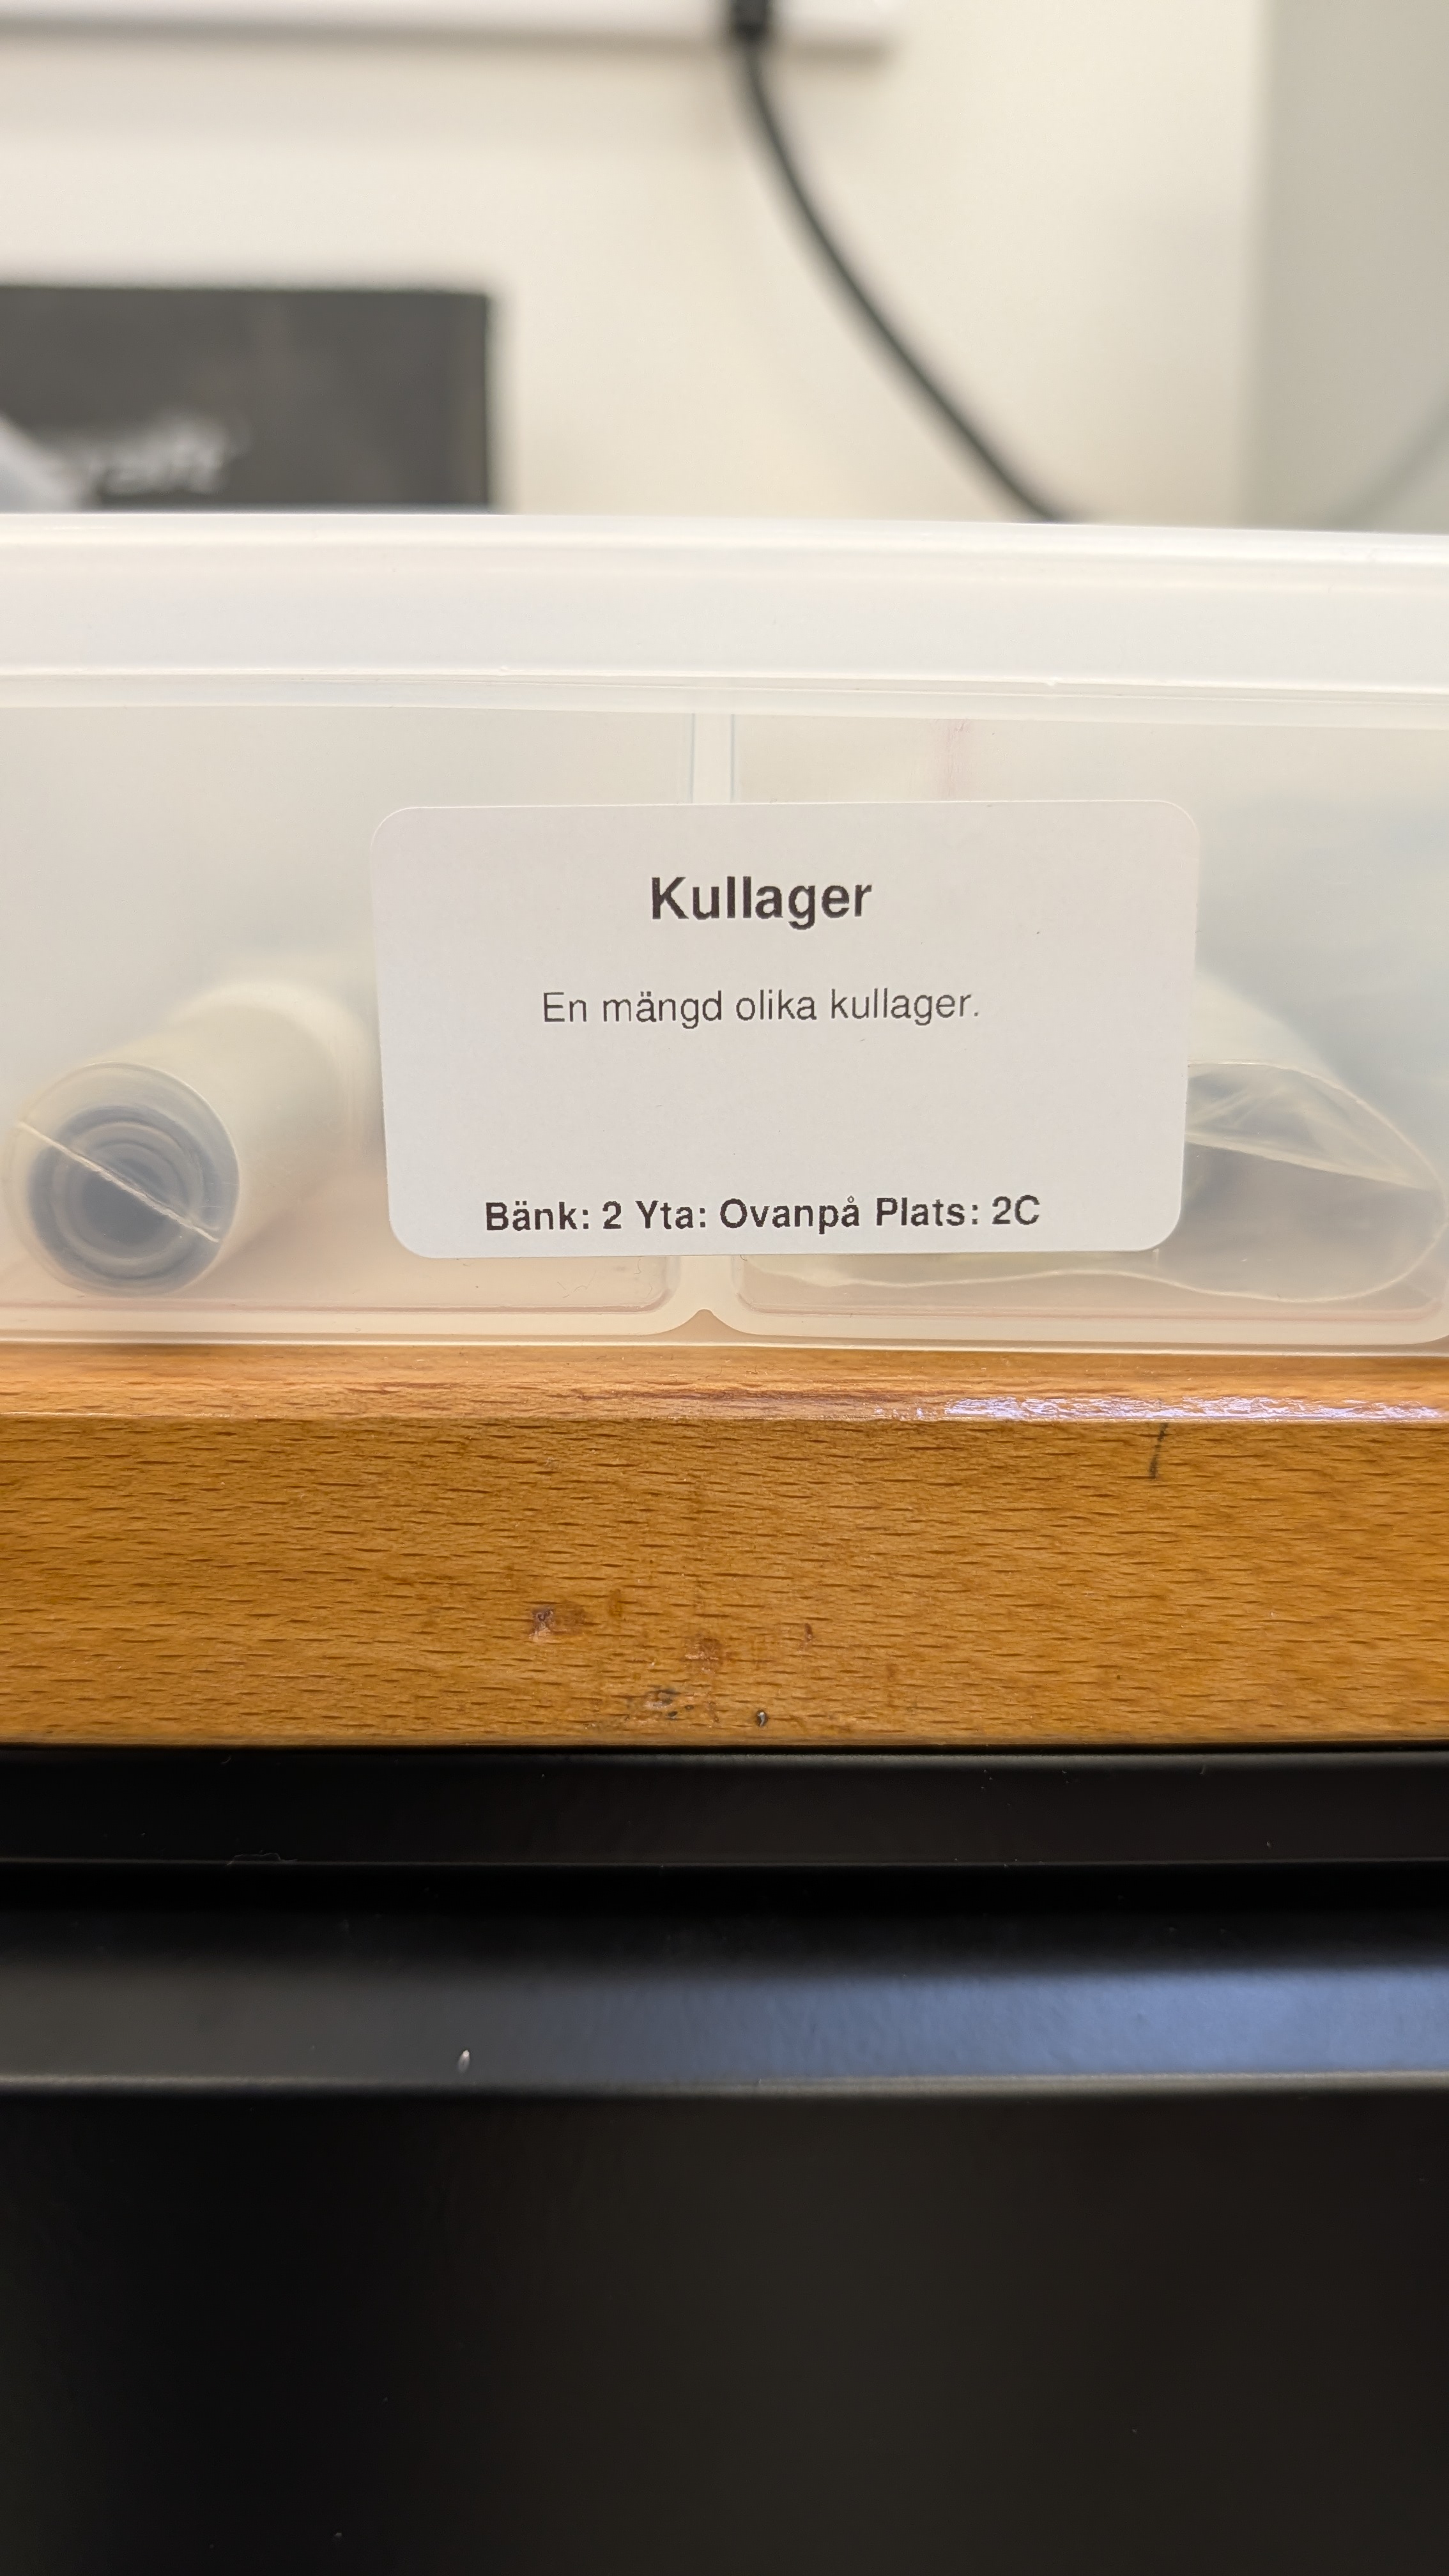 Kullager
En mängd olika kullager.
Bänk: 2 Yta: Ovanpå Plats: 2C